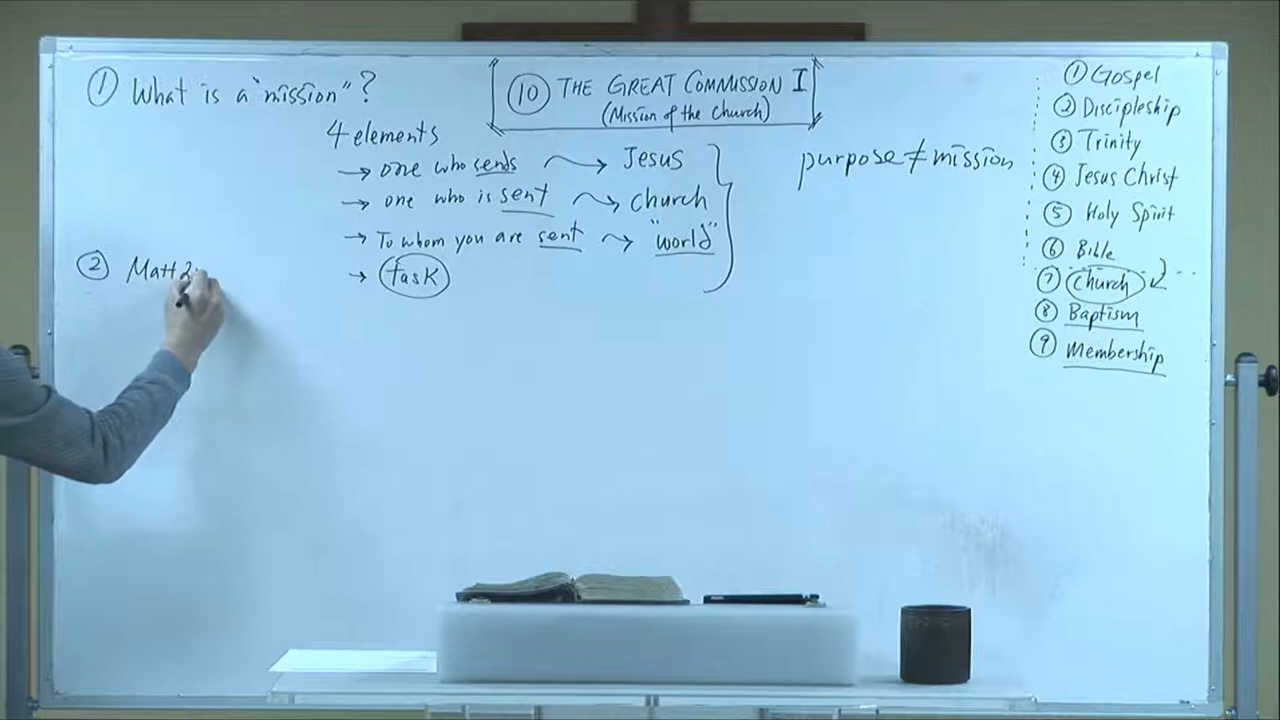 ① What is a "mission"?
⑩ THE GREAT COMMISSION I
(Mission of the Church)
4 elements
→ one who sends → Jesus
→ one who is sent → church
→ To whom you are sent → "world"
→ task
purpose ≠ mission
② Matt 2
① Gospel
② Discipleship
③ Trinity
④ Jesus Christ
⑤ Holy Spirit
⑥ Bible
⑦ Church
⑧ Baptism
⑨ Membership